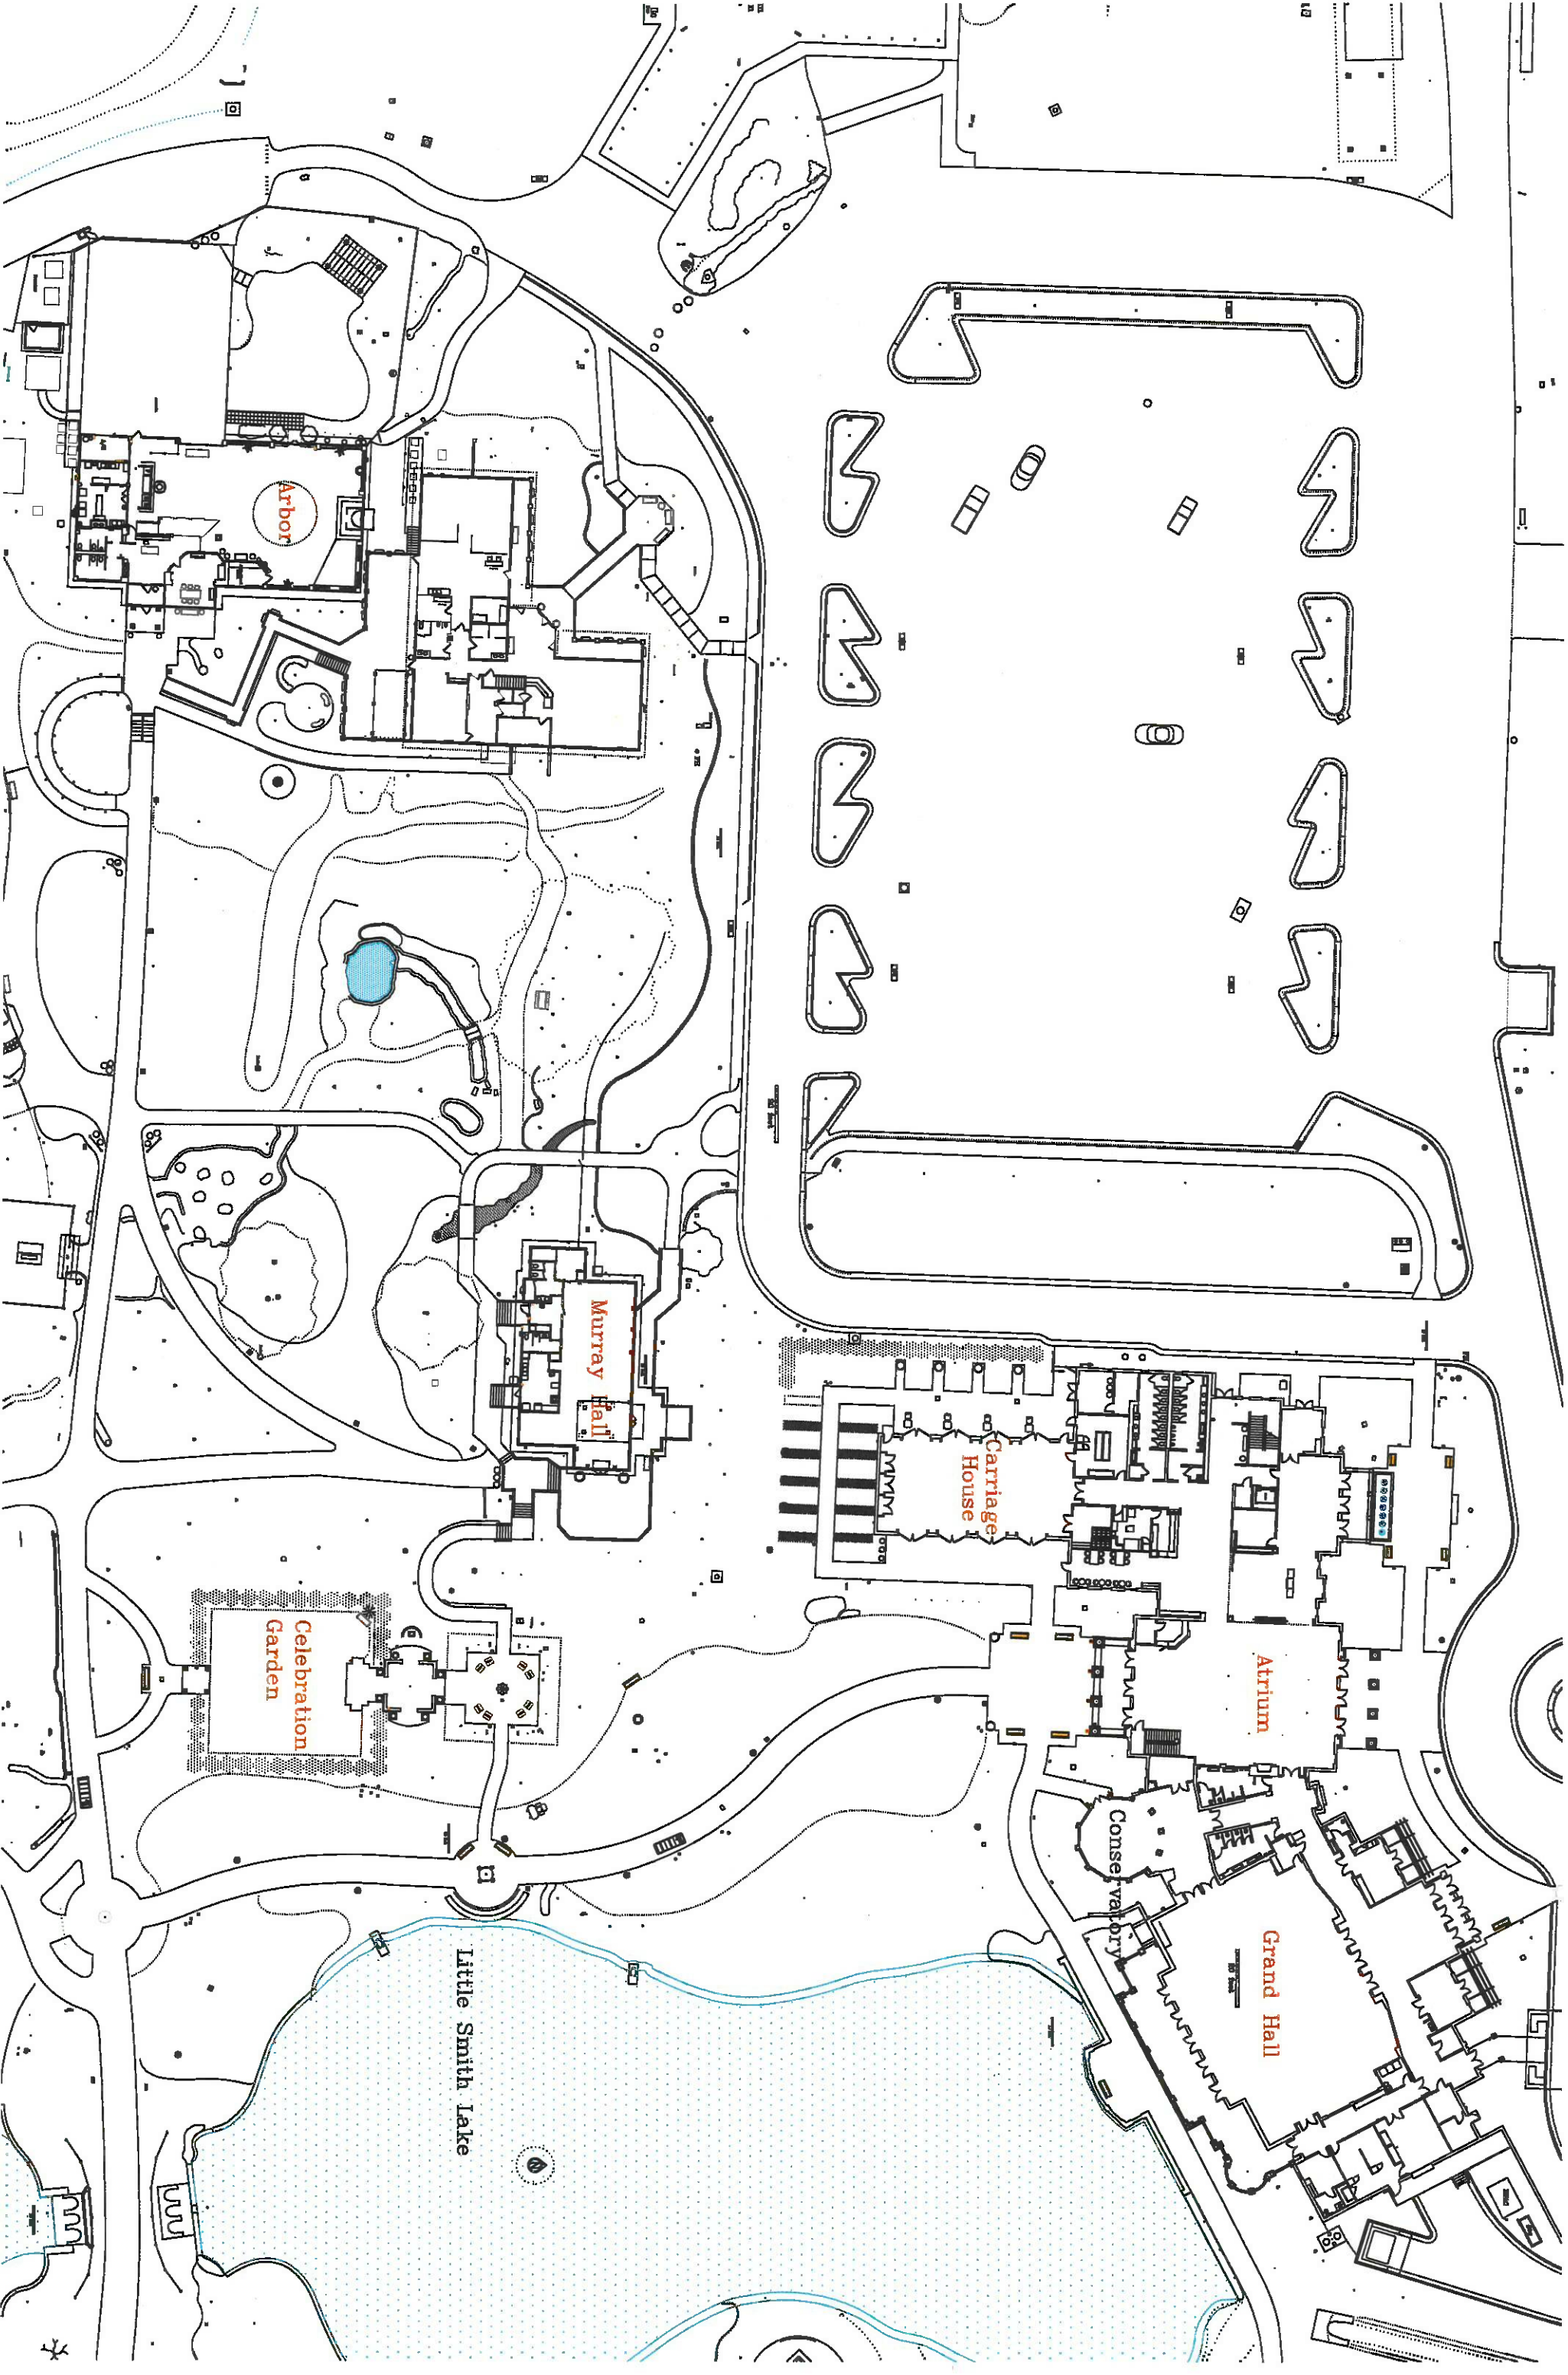 Arbor
Murray Hall
Carriage
House
Celebration
Garden
Atrium
Conservatory
Grand Hall
Little Smith Lake